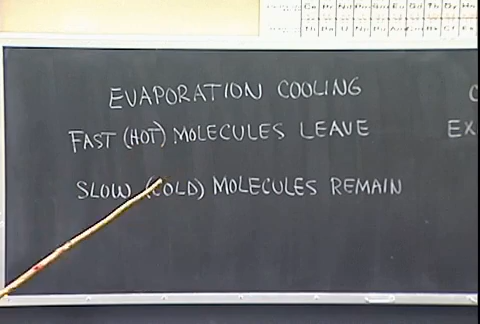 EVAPORATION COOLING
FAST (HOT) MOLECULES LEAVE
EX
SLOW (COLD) MOLECULES REMAIN